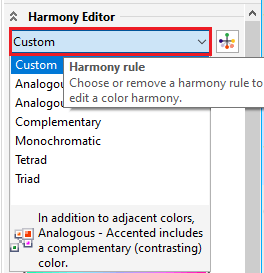 Harmony Editor
Custom
Custom
Harmony rule
Analogous
Choose or remove a harmony rule to
edit a color harmony.
Analogous
Complementary
Monochromatic
Tetrad
Triad
In addition to adjacent colors,
Analogous - Accented includes
a complementary (contrasting)
color.